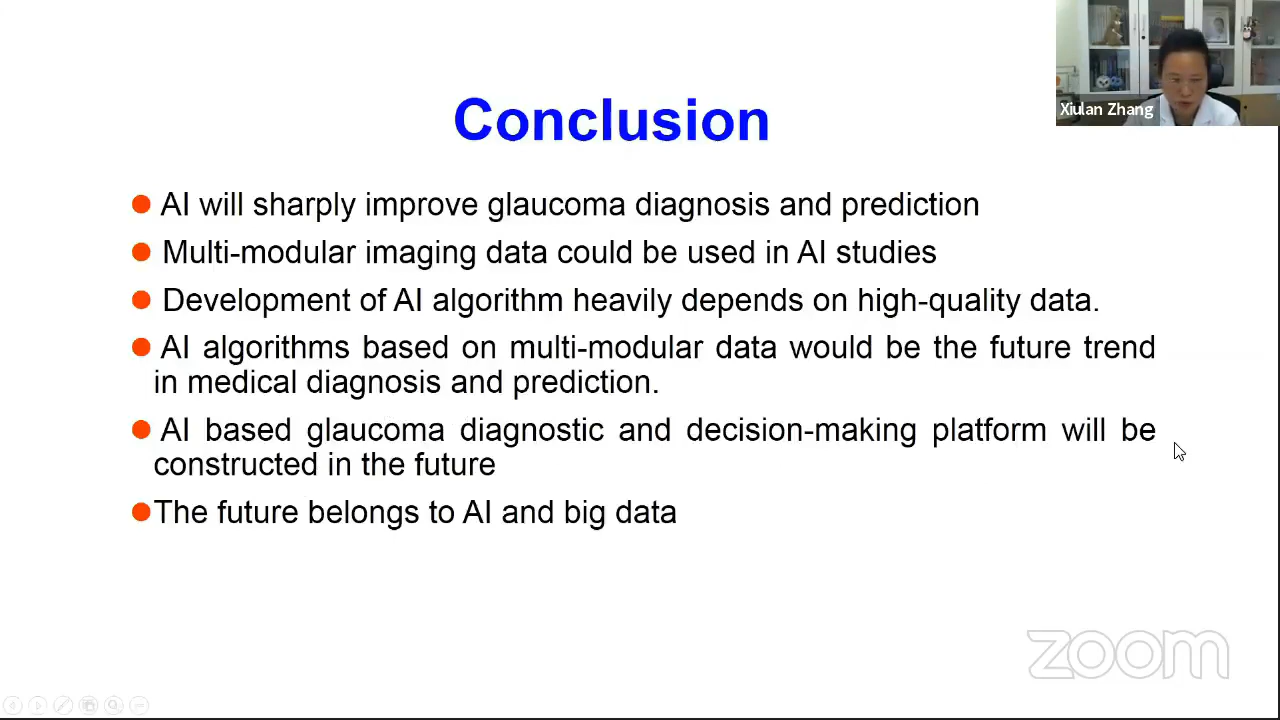 Xiulan Zhang
Conclusion
AI will sharply improve glaucoma diagnosis and prediction
Multi-modular imaging data could be used in AI studies
Development of AI algorithm heavily depends on high-quality data.
AI algorithms based on multi-modular data would be the future trend
in medical diagnosis and prediction.
AI based glaucoma diagnostic and decision-making platform will be
constructed in the future
The future belongs to AI and big data
zoom